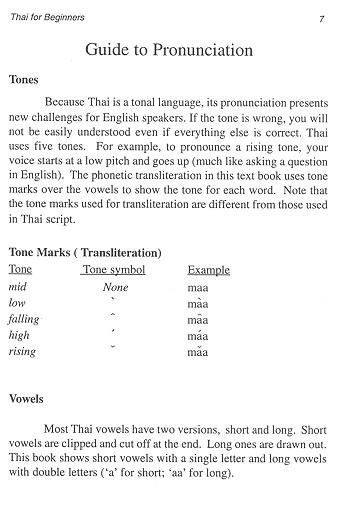 Thai for Beginners 7
Guide to Pronunciation
Tones
Because Thai is a tonal language, its pronunciation presents
new challenges for English speakers. If the tone is wrong, you will
not be easily understood even if everything else is correct. Thai
uses five tones. For example, to pronounce a rising tone, your
voice starts at a low pitch and goes up (much like asking a question
in English). The phonetic transliteration in this text book uses tone
marks over the vowels to show the tone for each word. Note that
the tone marks used for transliteration are different from those used
in Thai script.
Tone Marks ( Transliteration)
Tone Tone symbol Example
mid None maa
low ` màa
falling ˆ mâa
high ´ máa
rising ˇ mǎa
Vowels
Most Thai vowels have two versions, short and long. Short
vowels are clipped and cut off at the end. Long ones are drawn out.
This book shows short vowels with a single letter and long vowels
with double letters (‘a’ for short; ‘aa’ for long).